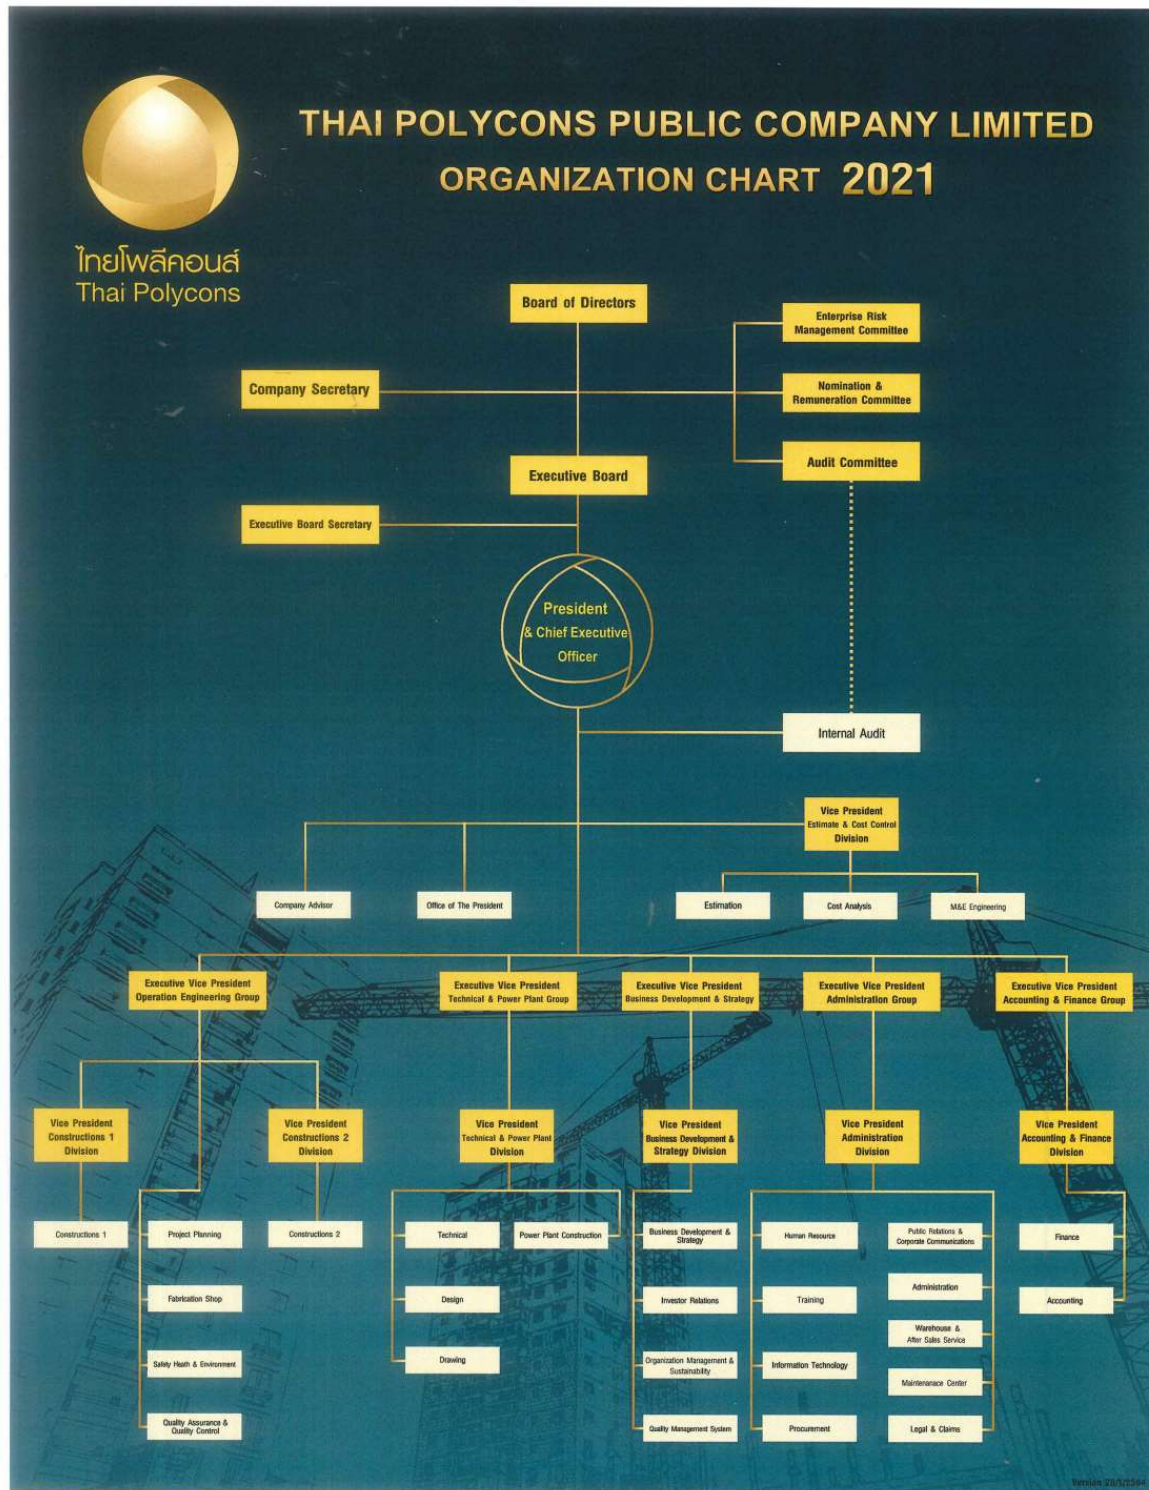 THAI POLYCONS PUBLIC COMPANY LIMITED
ORGANIZATION CHART 2021
ไทยโพลีคอนส์
Thai Polycons
Board of Directors
Enterprise Risk
Management Committee
Company Secretary
Nomination &
Remuneration Committee
Executive Board
Audit Committee
Executive Board Secretary
President
& Chief Executive
Officer
Internal Audit
Vice President
Estimate & Cost Control
Division
Company Advisor
Office of The President
Estimation
Cost Analysis
M&E Engineering
Executive Vice President
Operation Engineering Group
Executive Vice President
Technical & Power Plant Group
Executive Vice President
Business Development & Strategy
Executive Vice President
Administration Group
Executive Vice President
Accounting & Finance Group
Vice President
Constructions 1
Division
Vice President
Constructions 2
Division
Vice President
Technical & Power Plant
Division
Vice President
Business Development &
Strategy Division
Vice President
Administration
Division
Vice President
Accounting & Finance
Division
Constructions 1
Project Planning
Constructions 2
Technical
Power Plant Construction
Business Development &
Strategy
Human Resource
Public Relations &
Corporate Communications
Finance
Fabrication Shop
Design
Investor Relations
Training
Administration
Accounting
Safety Heath & Environment
Drawing
Organization Management &
Sustainability
Information Technology
Warehouse &
After Sales Service
Maintenanace Center
Quality Assurance &
Quality Control
Quality Management System
Procurement
Legal & Claims
Version 28/5/2564